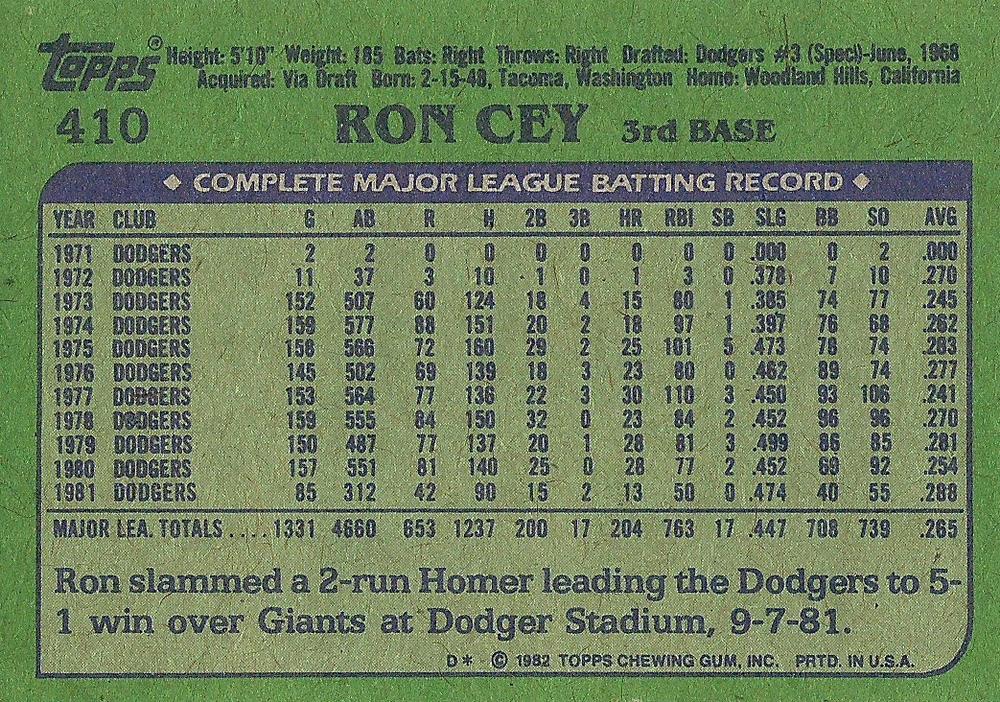 Topps® Height: 5'10" Weight: 185 Bats: Right Throws: Right Drafted: Dodgers #3 (Specl)-June, 1968
Acquired: Via Draft Born: 2-15-48, Tacoma, Washington Home: Woodland Hills, California
410 RON CEY 3rd BASE
◆ COMPLETE MAJOR LEAGUE BATTING RECORD ◆
YEAR CLUB G AB R H 2B 3B HR RBI SB SLG BB SO AVG
1971 DODGERS 2 2 0 0 0 0 0 0 0 .000 0 2 .000
1972 DODGERS 11 37 3 10 1 0 1 3 0 .378 7 10 .270
1973 DODGERS 152 507 60 124 18 4 15 80 1 .385 74 77 .245
1974 DODGERS 159 577 88 151 20 2 18 97 1 .397 76 68 .262
1975 DODGERS 158 566 72 160 29 2 25 101 5 .473 78 74 .283
1976 DODGERS 145 502 69 139 18 3 23 80 0 .462 89 74 .277
1977 DODGERS 153 564 77 136 22 3 30 110 3 .450 93 106 .241
1978 DODGERS 159 555 84 150 32 0 23 84 2 .452 96 96 .270
1979 DODGERS 150 487 77 137 20 1 28 81 3 .499 86 85 .281
1980 DODGERS 157 551 81 140 25 0 28 77 2 .452 69 92 .254
1981 DODGERS 85 312 42 90 15 2 13 50 0 .474 40 55 .288
MAJOR LEA. TOTALS .... 1331 4660 653 1237 200 17 204 763 17 .447 708 739 .265
Ron slammed a 2-run Homer leading the Dodgers to 5-
1 win over Giants at Dodger Stadium, 9-7-81.
D* © 1982 TOPPS CHEWING GUM, INC. PRTD. IN U.S.A.